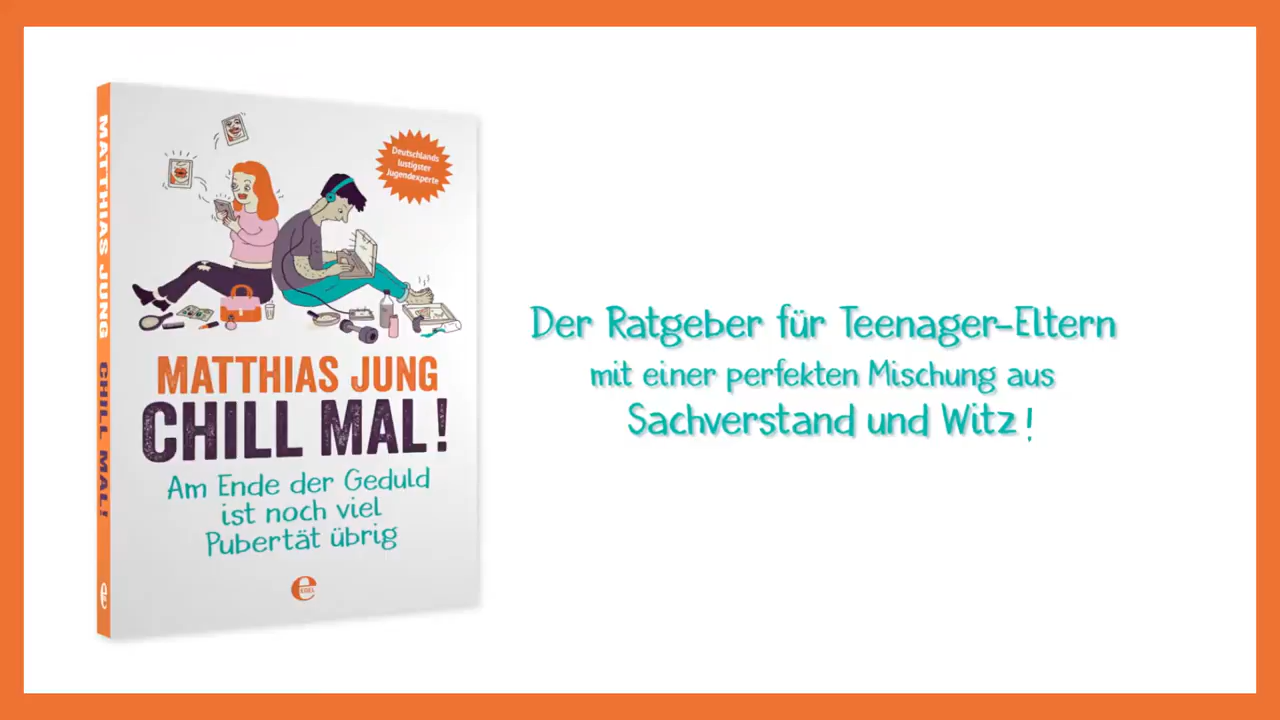 MATTHIAS JUNG CHILL MAL!
Deutschlands
lustigster
Jugendexperte
MATTHIAS JUNG
CHILL MAL!
Am Ende der Geduld
ist noch viel
Pubertät übrig
e
EDEL
Der Ratgeber für Teenager-Eltern
mit einer perfekten Mischung aus
Sachverstand und Witz!